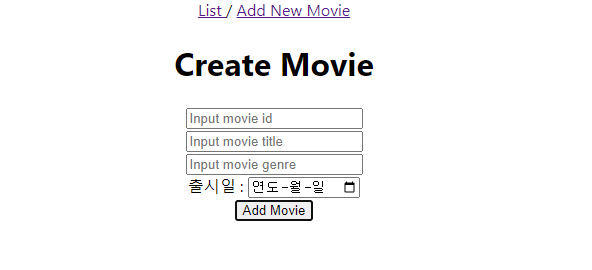 List / Add New Movie
Create Movie
Input movie id
Input movie title
Input movie genre
출시일 : 연도-월-일
Add Movie